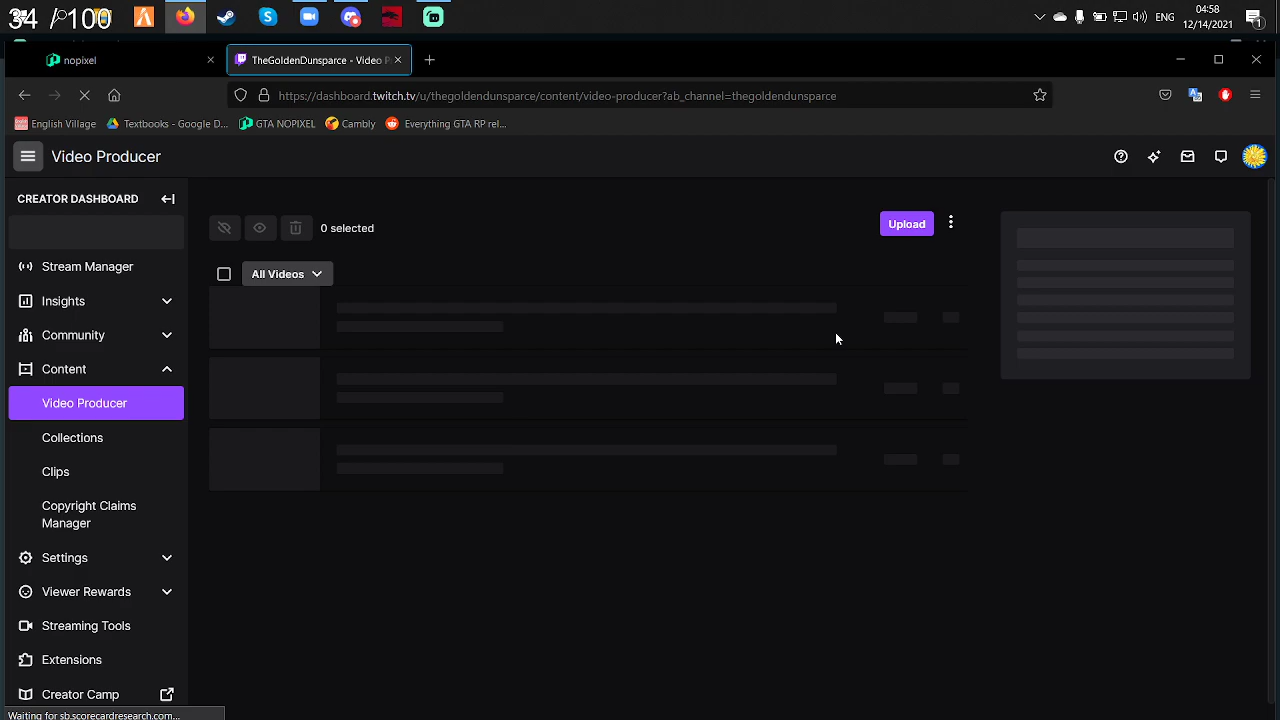 34 /100
ENG
04:58
12/14/2021
1
nopixel
TheGoldenDunsparce - Video P
https://dashboard.twitch.tv/u/thegoldendunsparce/content/video-producer?ab_channel=thegoldendunsparce
English Village
Textbooks - Google D...
GTA NOPIXEL
Cambly
Everything GTA RP rel...
Video Producer
CREATOR DASHBOARD
0 selected
Upload
All Videos
Stream Manager
Insights
Community
Content
Video Producer
Collections
Clips
Copyright Claims
Manager
Settings
Viewer Rewards
Streaming Tools
Extensions
Creator Camp
Waiting for sb.scorecardresearch.com...